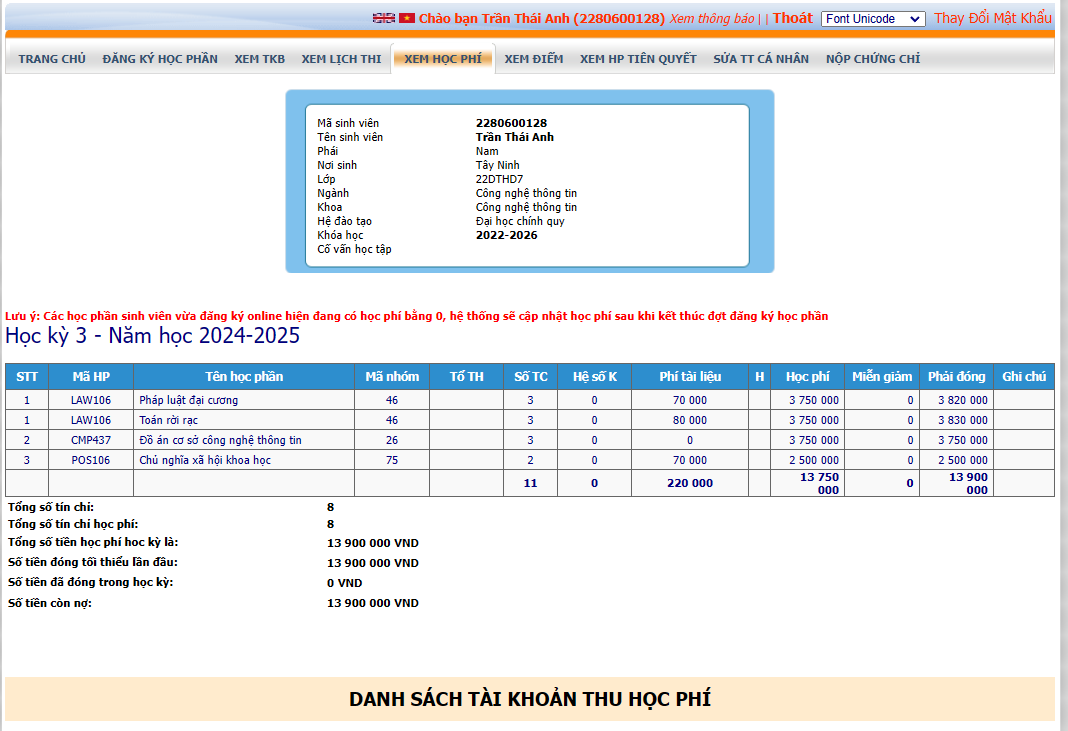 Chào bạn Trần Thái Anh (2280600128) Xem thông báo | | Thoát Font Unicode Thay Đổi Mật Khẩu
TRANG CHỦ ĐĂNG KÝ HỌC PHẦN XEM TKB XEM LỊCH THI XEM HỌC PHÍ XEM ĐIỂM XEM HP TIÊN QUYẾT SỬA TT CÁ NHÂN NỘP CHỨNG CHỈ
Mã sinh viên 2280600128
Tên sinh viên Trần Thái Anh
Phái Nam
Nơi sinh Tây Ninh
Lớp 22DTHD7
Ngành Công nghệ thông tin
Khoa Công nghệ thông tin
Hệ đào tạo Đại học chính quy
Khóa học 2022-2026
Cố vấn học tập
Lưu ý: Các học phần sinh viên vừa đăng ký online hiện đang có học phí bằng 0, hệ thống sẽ cập nhật học phí sau khi kết thúc đợt đăng ký học phần
Học kỳ 3 - Năm học 2024-2025
STT Mã HP Tên học phần Mã nhóm Tổ TH Số TC Hệ số K Phí tài liệu H Học phí Miễn giảm Phải đóng Ghi chú
1 LAW106 Pháp luật đại cương 46 3 0 70 000 3 750 000 0 3 820 000
1 LAW106 Toán rời rạc 46 3 0 80 000 3 750 000 0 3 830 000
2 CMP437 Đồ án cơ sở công nghệ thông tin 26 3 0 0 3 750 000 0 3 750 000
3 POS106 Chủ nghĩa xã hội khoa học 75 2 0 70 000 2 500 000 0 2 500 000
11 0 220 000 13 750 000 0 13 900 000
Tổng số tín chỉ: 8
Tổng số tín chỉ học phí: 8
Tổng số tiền học phí hoc kỳ là: 13 900 000 VND
Số tiền đóng tối thiểu lần đầu: 13 900 000 VND
Số tiền đã đóng trong học kỳ: 0 VND
Số tiền còn nợ: 13 900 000 VND
DANH SÁCH TÀI KHOẢN THU HỌC PHÍ